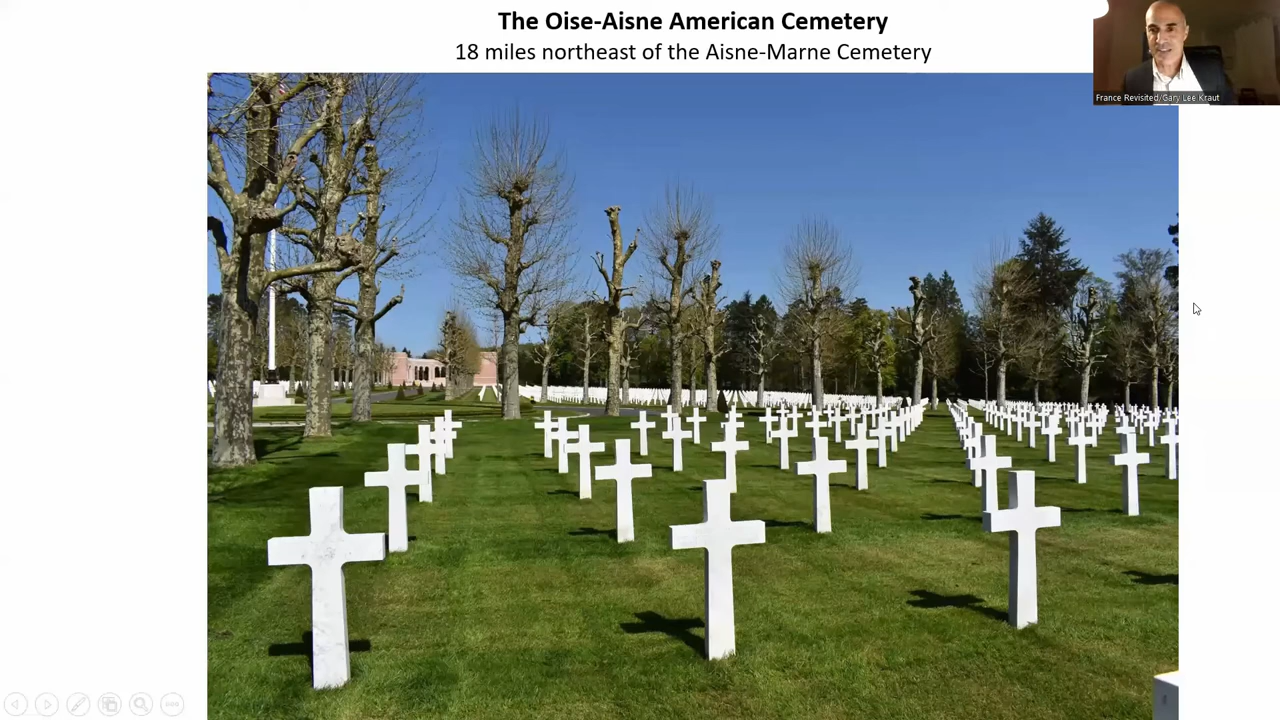 The Oise-Aisne American Cemetery
18 miles northeast of the Aisne-Marne Cemetery
France Revisited/Gary Lee Kraut